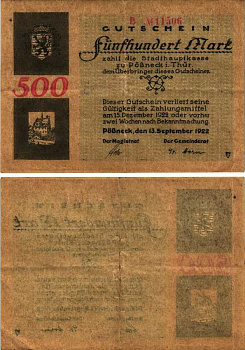 B №11506
GUTSCHEIN
Fünfhundert Mark
zahlt die Stadthauptkasse
zu Pößneck i. Thür.
dem Überbringer dieses Gutscheines.
500
Dieser Gutschein verliert seine
Gültigkeit als Zahlungsmittel
am 15. Dezember 1922 oder vorher
zwei Wochen nach Bekanntmachung
Pößneck, den 13. September 1922
Der Magistrat Der Gemeinderat